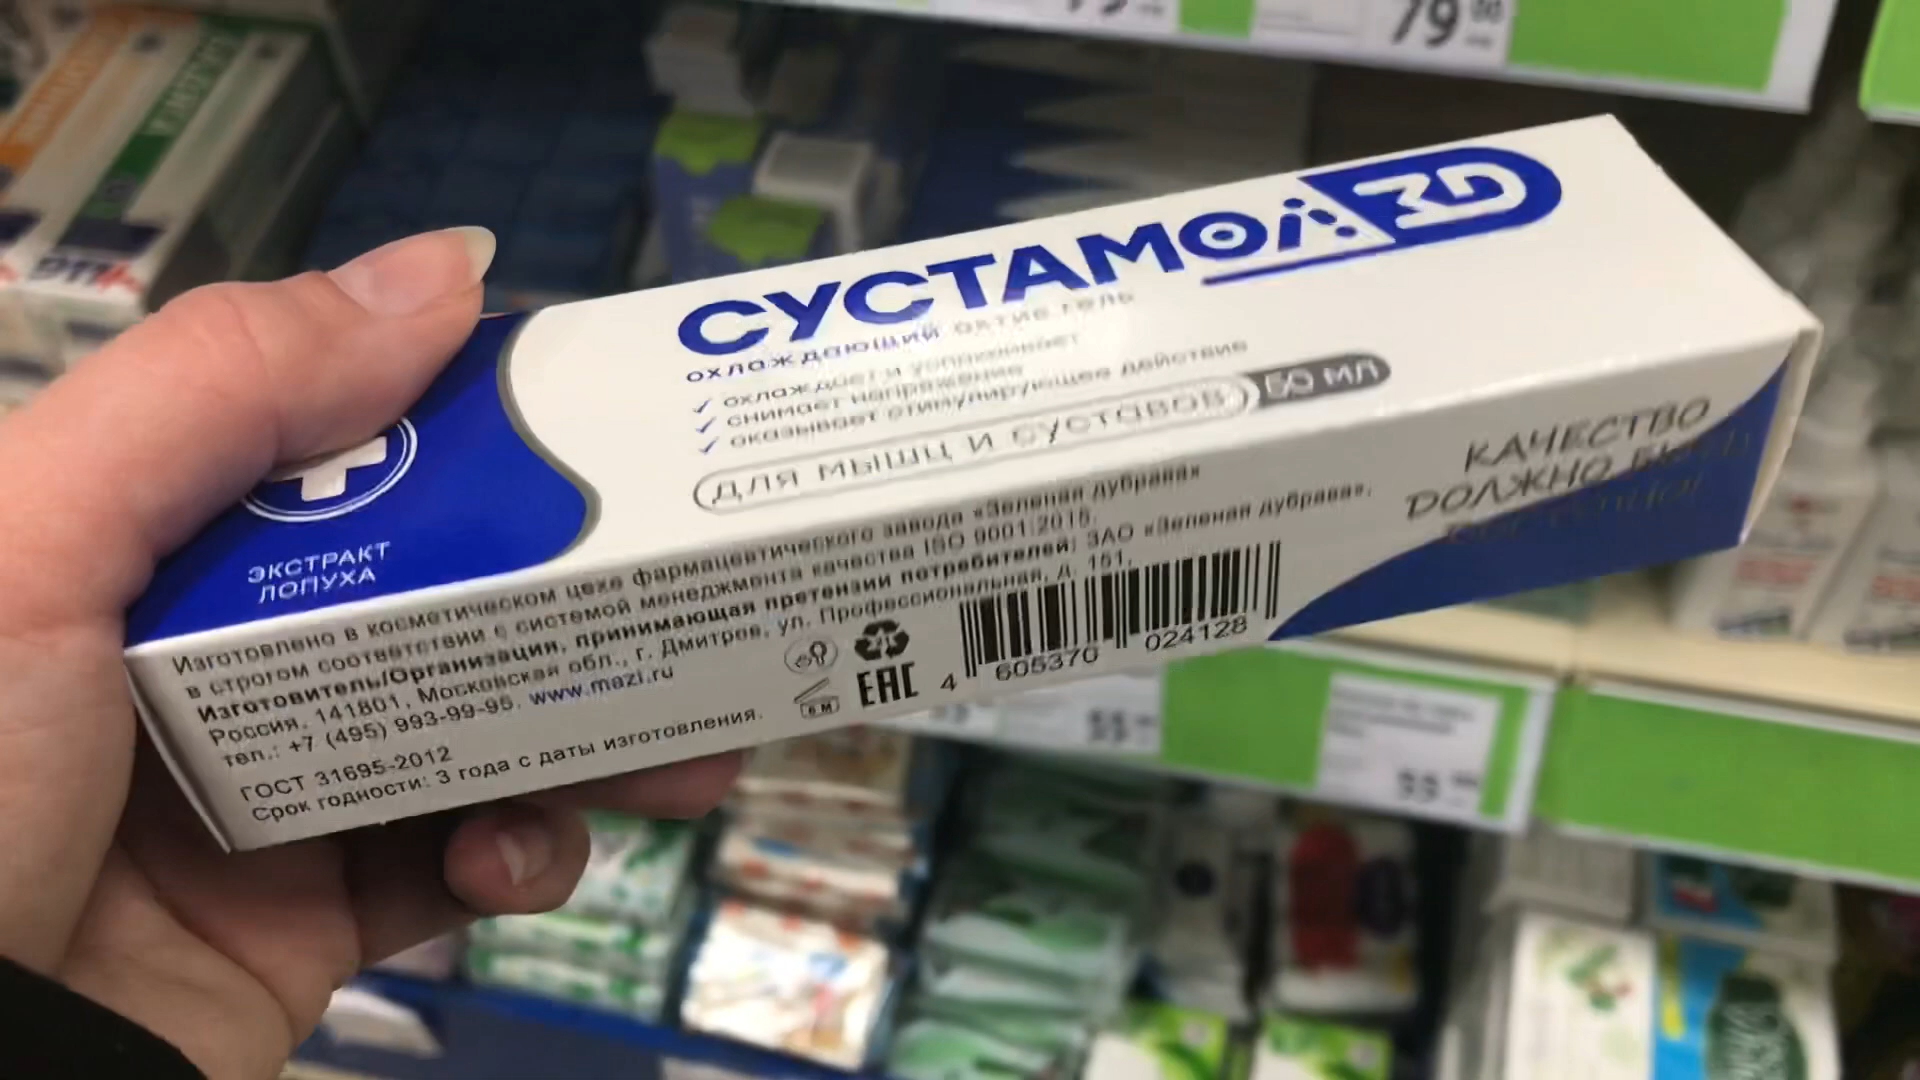 СУСТАМОЛ 3D
охлаждающий актив гель
охлаждает и успокаивает
снимает напряжение
оказывает стимулирующее действие
ДЛЯ МЫШЦ И СУСТАВОВ 50 МЛ
ЭКСТРАКТ
ЛОПУХА
Изготовлено в косметическом цехе фармацевтического завода «Зеленая дубрава»
в строгом соответствии с системой менеджмента качества ISO 9001:2015.
Изготовитель/Организация, принимающая претензии потребителей: ЗАО «Зеленая дубрава»,
Россия, 141801, Московская обл., г. Дмитров, ул. Профессиональная, д. 151,
тел.: +7 (495) 993-99-95. www.mazi.ru
ГОСТ 31695-2012
Срок годности: 3 года с даты изготовления.
21
6 М
EAC
4 605370 024128
КАЧЕСТВО
ДОЛЖНО
79
99